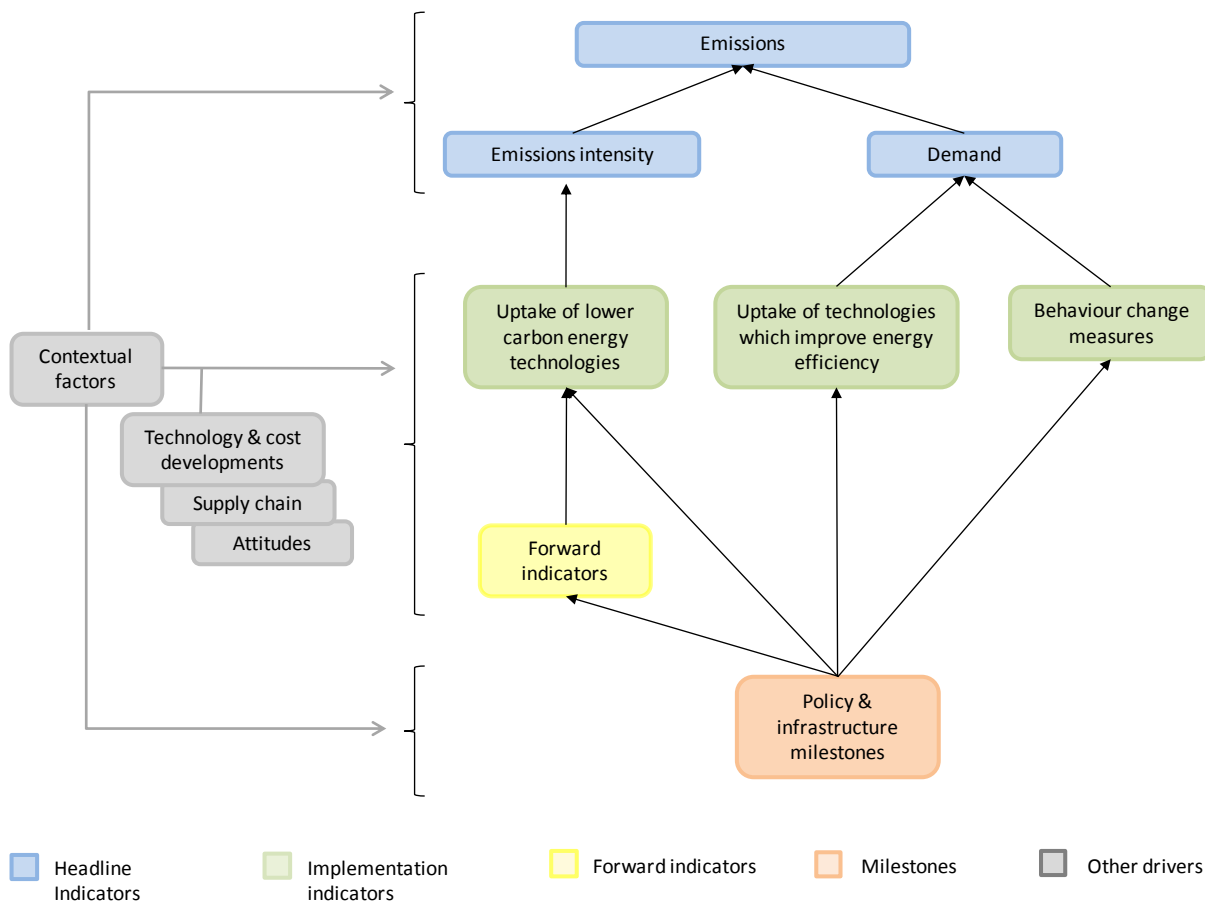 Emissions
Emissions intensity
Demand
Uptake of lower
carbon energy
technologies
Uptake of technologies
which improve energy
efficiency
Behaviour change
measures
Contextual
factors
Technology & cost
developments
Supply chain
Attitudes
Forward
indicators
Policy &
infrastructure
milestones
Headline
Indicators
Implementation
indicators
Forward indicators
Milestones
Other drivers